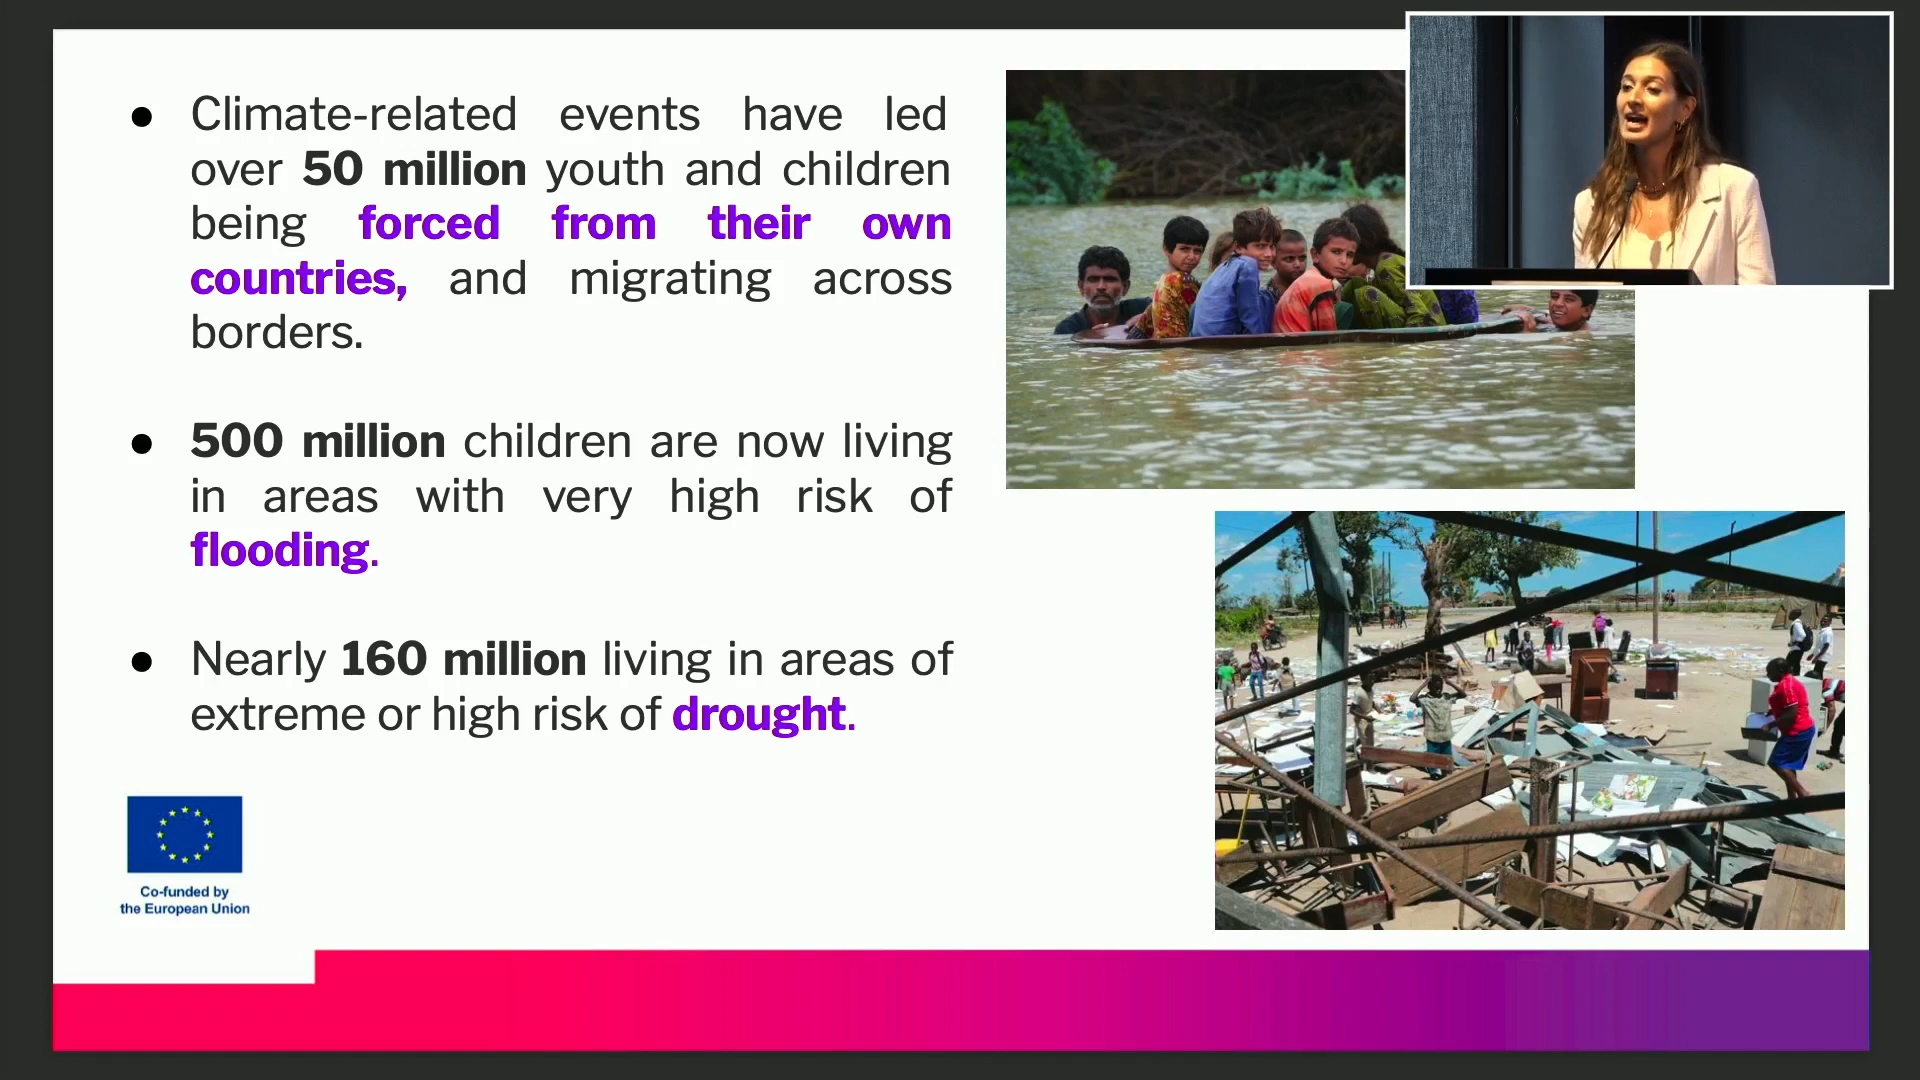 ● Climate-related events have led
over 50 million youth and children
being forced from their own
countries, and migrating across
borders.
● 500 million children are now living
in areas with very high risk of
flooding.
● Nearly 160 million living in areas of
extreme or high risk of drought.
Co-funded by
the European Union